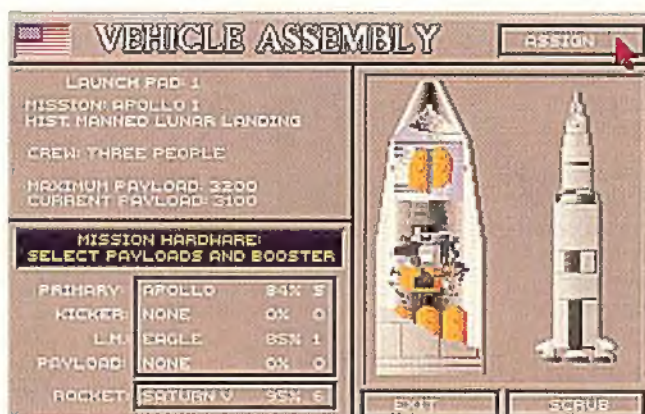 VEHICLE ASSEMBLY
ASSIGN
LAUNCH PAD: 1
MISSION: APOLLO I
HIST. MANNED LUNAR LANDING
CREW: THREE PEOPLE
MAXIMUM PAYLOAD: 3200
CURRENT PAYLOAD: 3100
MISSION HARDWARE:
SELECT PAYLOADS AND BOOSTER
PRIMARY: APOLLO 84% 5
KICKER: NONE 0% 0
L.M.: EAGLE 85% 1
PAYLOAD: NONE 0% 0
ROCKET: SATURN V 95% 6
EXIT
SCRUB